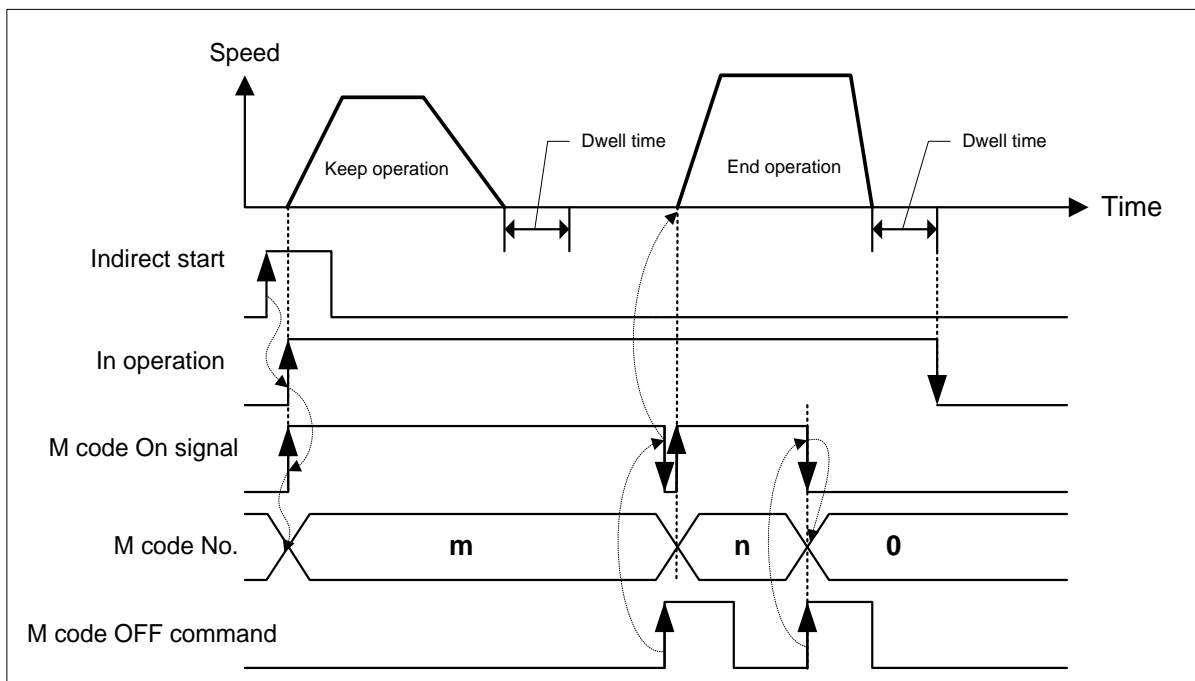 Speed
Dwell time
Dwell time
Keep operation
End operation
Time
Indirect start
In operation
M code On signal
M code No.
m
n
0
M code OFF command